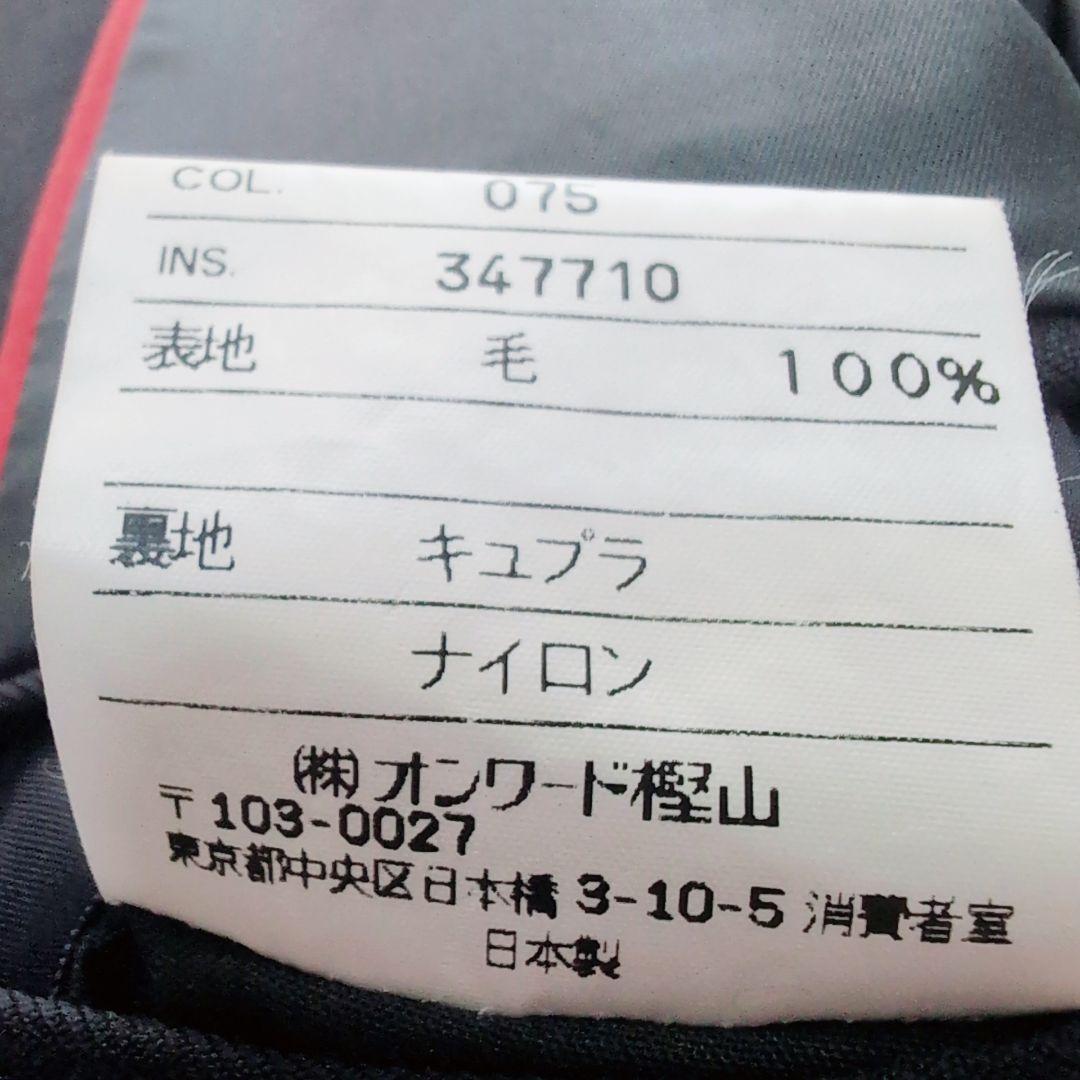 COL. 075
INS. 347710
表地 毛 100%
裏地 キュプラ
ナイロン
(株)オンワード樫山
〒103-0027
東京都中央区日本橋3-10-5 消費者室
日本製